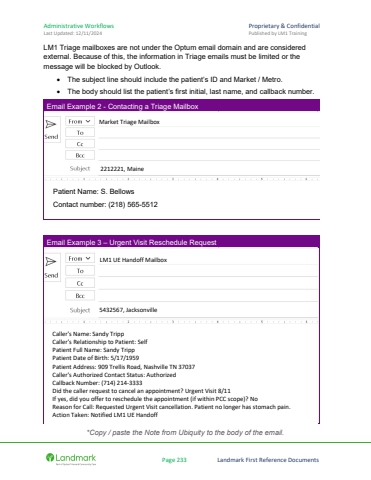 Administrative Workflows
Proprietary & Confidential
Last Updated: 12/11/2024
Published by LM1 Training
LM1 Triage mailboxes are not under the Optum email domain and are considered
external. Because of this, the information in Triage emails must be limited or the
message will be blocked by Outlook.
• The subject line should include the patient's ID and Market / Metro.
• The body should list the patient's first initial, last name, and callback number.
Email Example 2 - Contacting a Triage Mailbox
Send
From
Market Triage Mailbox
To
Cc
Bcc
Subject
2212221, Maine
Patient Name: S. Bellows
Contact number: (218) 565-5512
Email Example 3 – Urgent Visit Reschedule Request
Send
From
LM1 UE Handoff Mailbox
To
Cc
Bcc
Subject
5432567, Jacksonville
Caller's Name: Sandy Tripp
Caller's Relationship to Patient: Self
Patient Full Name: Sandy Tripp
Patient Date of Birth: 5/17/1959
Patient Address: 909 Trellis Road, Nashville TN 37037
Caller's Authorized Contact Status: Authorized
Callback Number: (714) 214-3333
Did the caller request to cancel an appointment? Urgent Visit 8/11
If yes, did you offer to reschedule the appointment (if within PCC scope)? No
Reason for Call: Requested Urgent Visit cancellation. Patient no longer has stomach pain.
Action Taken: Notified LM1 UE Handoff
*Copy / paste the Note from Ubiquity to the body of the email.
Landmark
Page 233
Landmark First Reference Documents